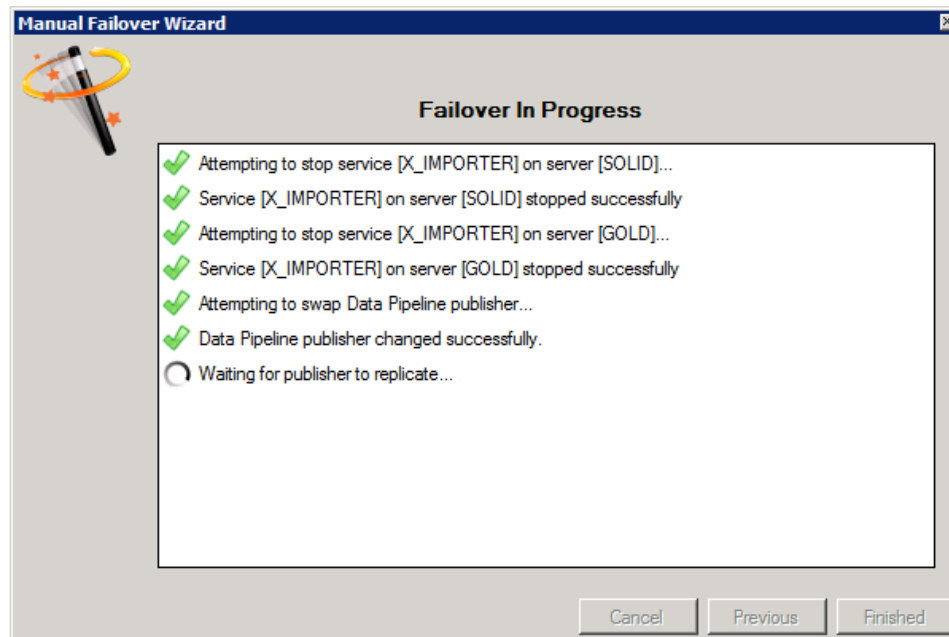 Manual Failover Wizard
Failover In Progress
Attempting to stop service [X_IMPORTER] on server [SOLID]...
Service [X_IMPORTER] on server [SOLID] stopped successfully
Attempting to stop service [X_IMPORTER] on server [GOLD]...
Service [X_IMPORTER] on server [GOLD] stopped successfully
Attempting to swap Data Pipeline publisher...
Data Pipeline publisher changed successfully.
Waiting for publisher to replicate...
Cancel Previous Finished